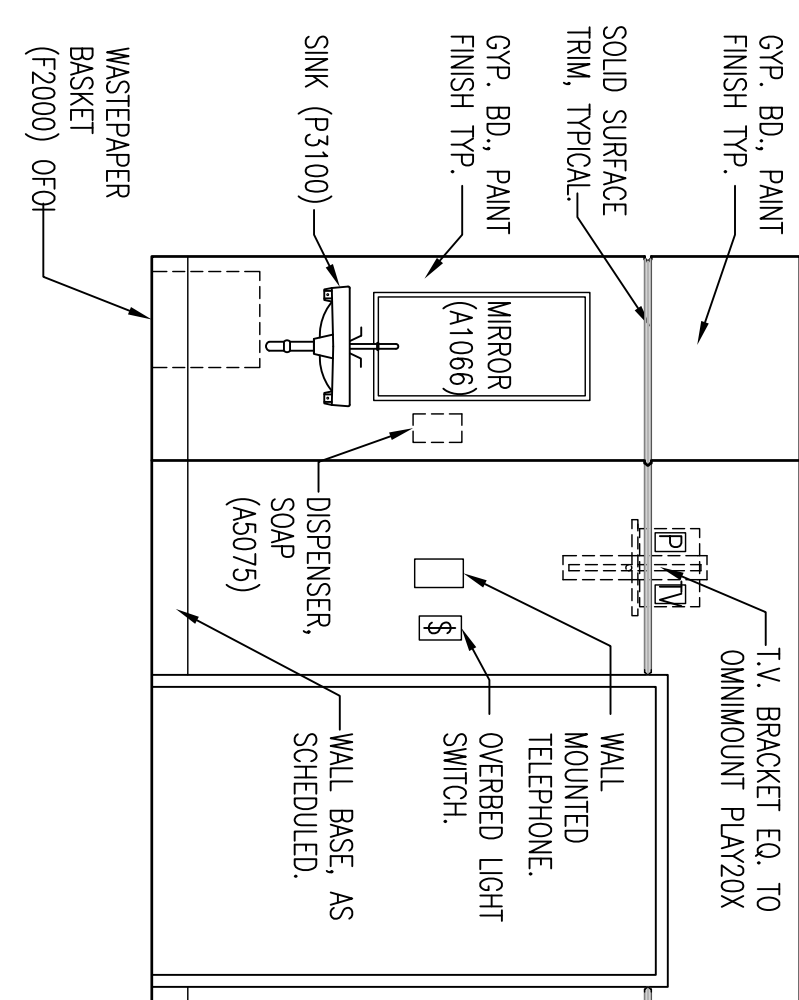 GYP. BD., PAINT
FINISH TYP.
SOLID SURFACE
TRIM, TYPICAL.
GYP. BD., PAINT
FINISH TYP.
SINK (P3100)
WASTEPAPER
BASKET
(F2000) OFOI
MIRROR
(A1066)
DISPENSER,
SOAP
(A5075)
P
TV
$
T.V. BRACKET EQ. TO
OMNIMOUNT PLAY20X
WALL
MOUNTED
TELEPHONE.
OVERBED LIGHT
SWITCH.
WALL BASE, AS
SCHEDULED.